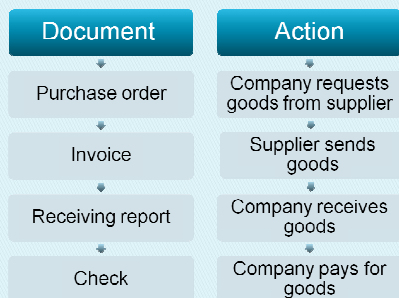 Document
Action
Purchase order
Company requests
goods from supplier
Invoice
Supplier sends
goods
Receiving report
Company receives
goods
Check
Company pays for
goods